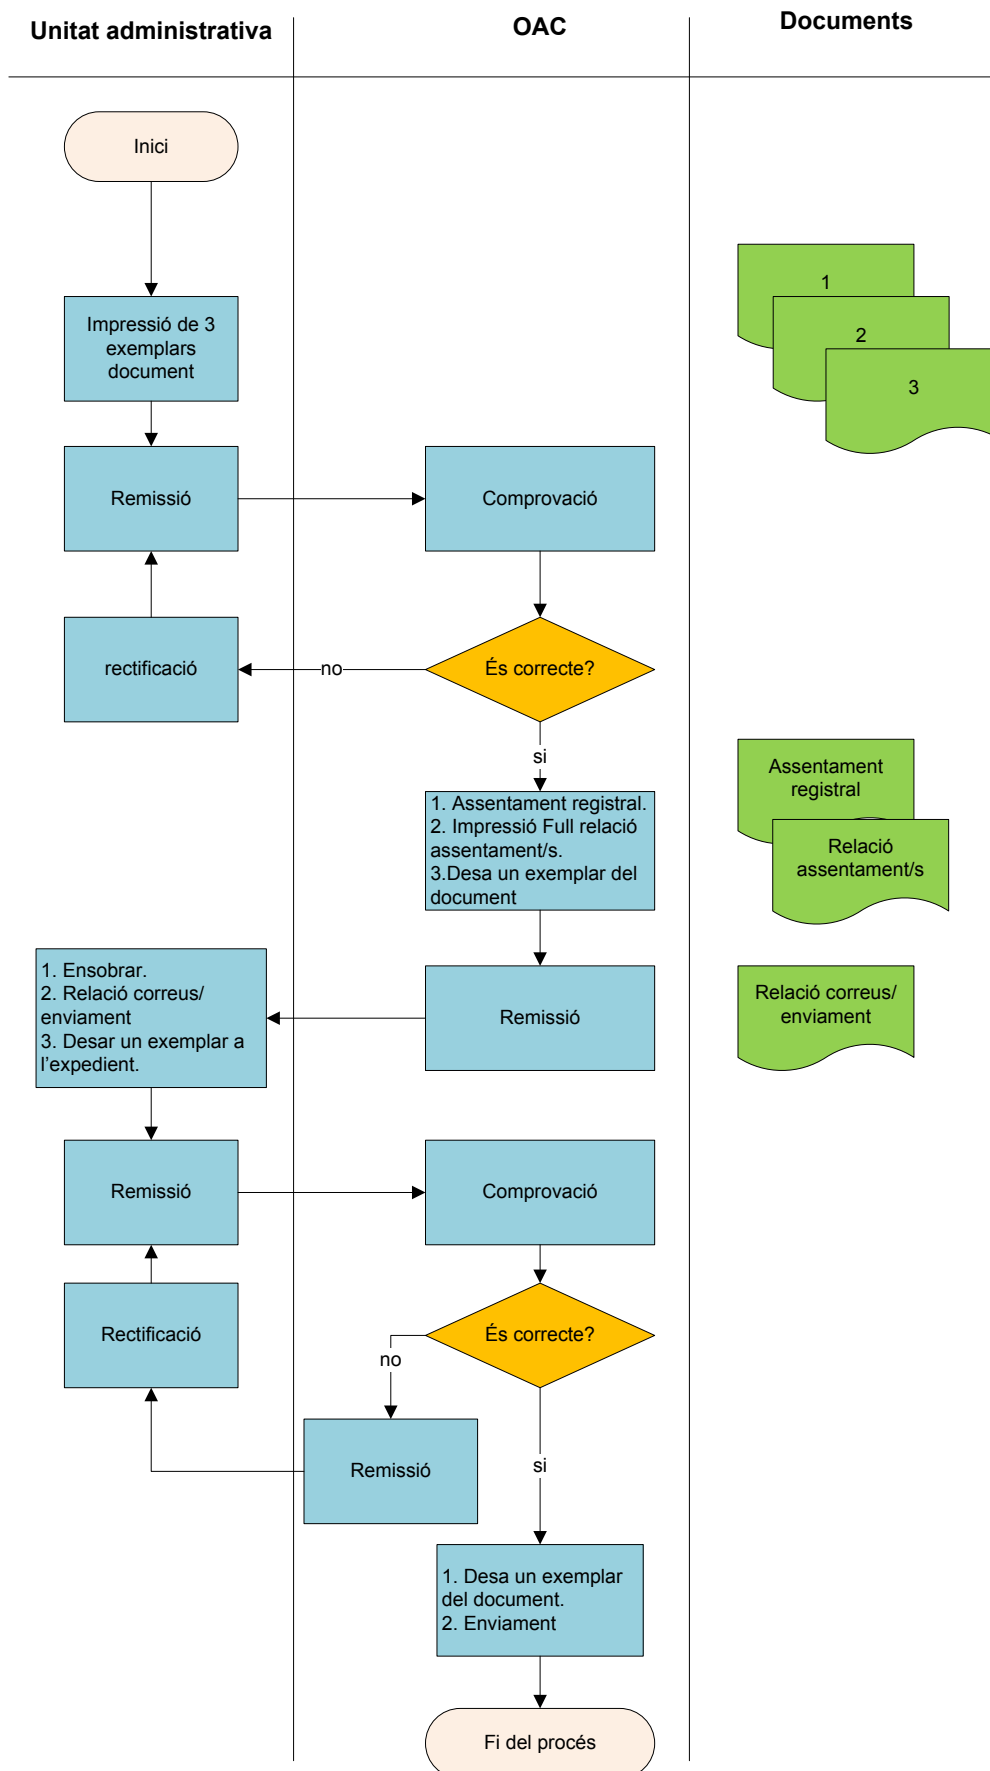 Unitat administrativa
OAC
Documents
Inici
1
2
3
Impressió de 3
exemplars
document
Remissió
Comprovació
rectificació
no
És correcte?
si
Assentament
registral
Relació
assentament/s
1. Assentament registral.
2. Impressió Full relació
assentament/s.
3.Desa un exemplar del
document
1. Ensobrar.
2. Relació correus/
enviament
3. Desar un exemplar a
l’expedient.
Remissió
Relació correus/
enviament
Remissió
Comprovació
Rectificació
És correcte?
no
Remissió
si
1. Desa un exemplar
del document.
2. Enviament
Fi del procés